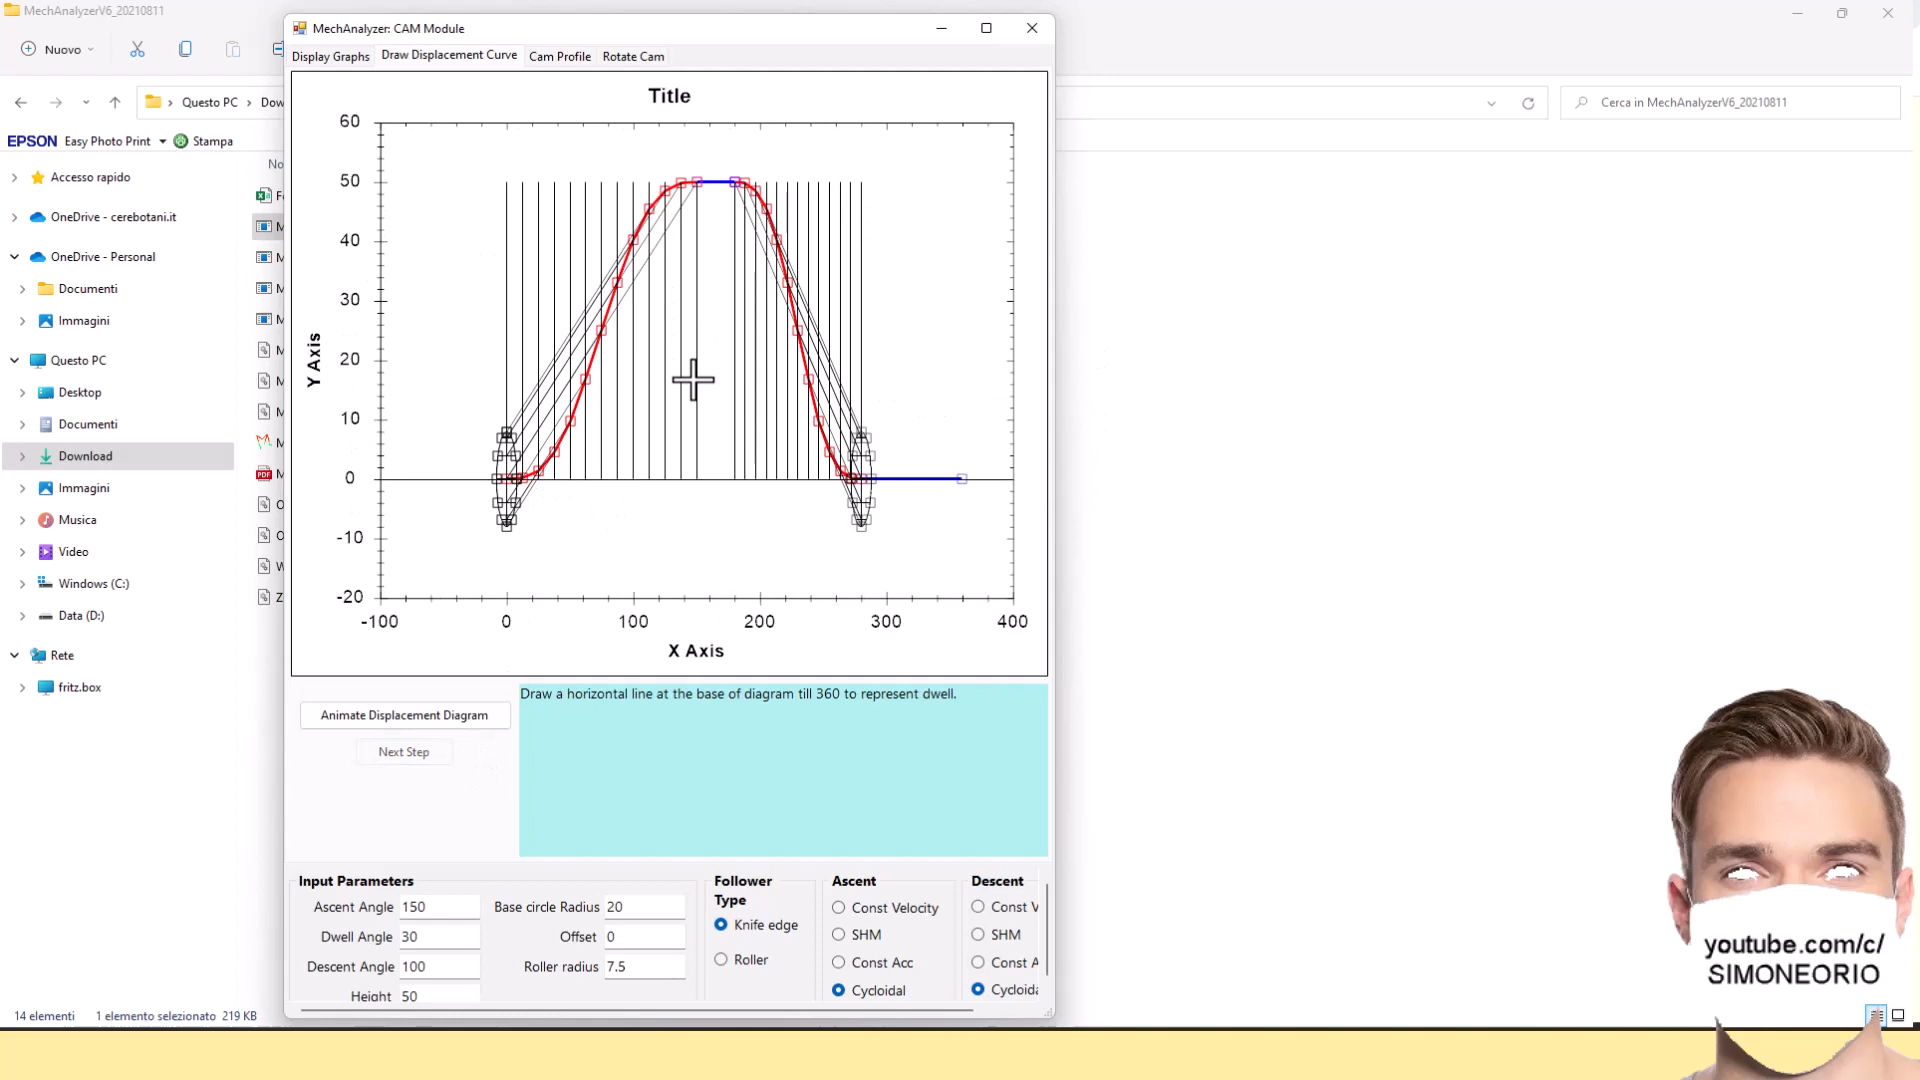 MechAnalyzerV6_20210811
Nuovo
Questo PC
Dow
Cerca in MechAnalyzerV6_20210811
EPSON Easy Photo Print
Stampa
Accesso rapido
OneDrive - cerebotani.it
OneDrive - Personal
Documenti
Immagini
Questo PC
Desktop
Documenti
Download
Immagini
Musica
Video
Windows (C:)
Data (D:)
Rete
fritz.box
No
14 elementi
1 elemento selezionato 219 KB
MechAnalyzer: CAM Module
Display Graphs
Draw Displacement Curve
Cam Profile
Rotate Cam
Title
60
50
40
30
20
10
0
-10
-20
Y Axis
-100
0
100
200
300
400
X Axis
Draw a horizontal line at the base of diagram till 360 to represent dwell.
Animate Displacement Diagram
Next Step
Input Parameters
Ascent Angle 150
Dwell Angle 30
Descent Angle 100
Height 50
Base circle Radius 20
Offset 0
Roller radius 7.5
Follower
Type
Knife edge
Roller
Ascent
Const Velocity
SHM
Const Acc
Cycloidal
Descent
Const V
SHM
Const A
Cycloida
youtube.com/c/
SIMONEORIO